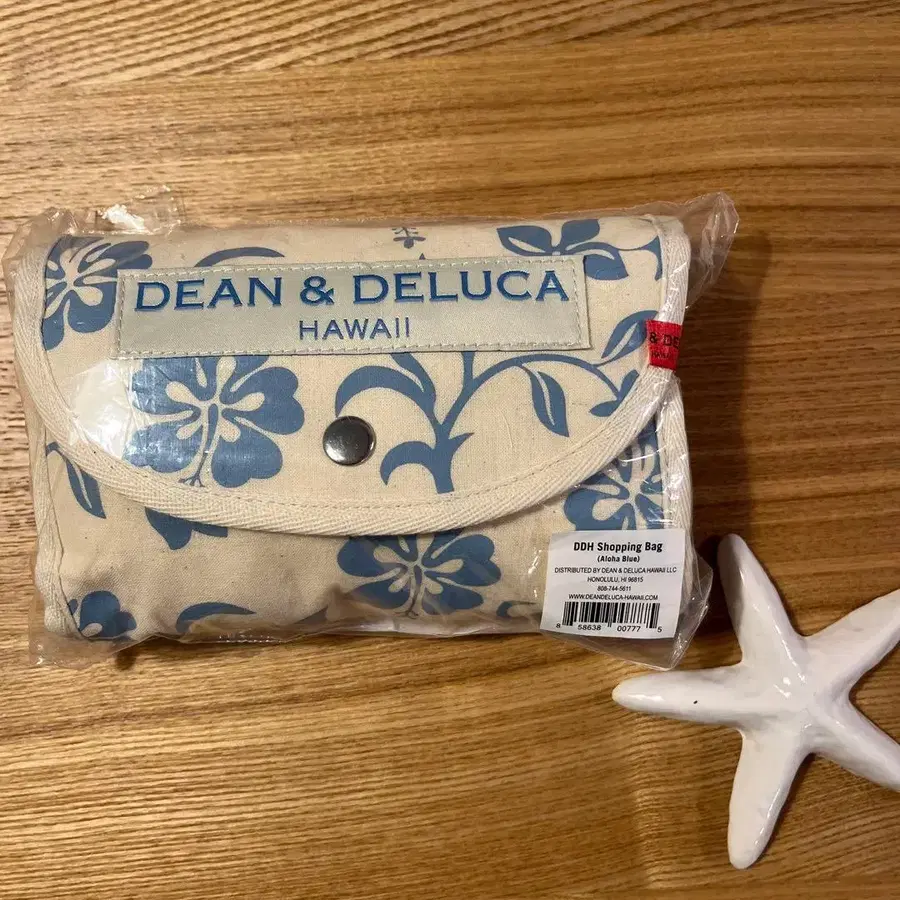 DEAN & DELUCA
HAWAII
& DE
DDH Shopping Bag
(Aloha Blue)
DISTRIBUTED BY DEAN & DELUCA HAWAII LLC
HONOLULU, HI 96815
808-744-5611
WWW.DEANDELUCA-HAWAII.COM
8 58638 00777 5